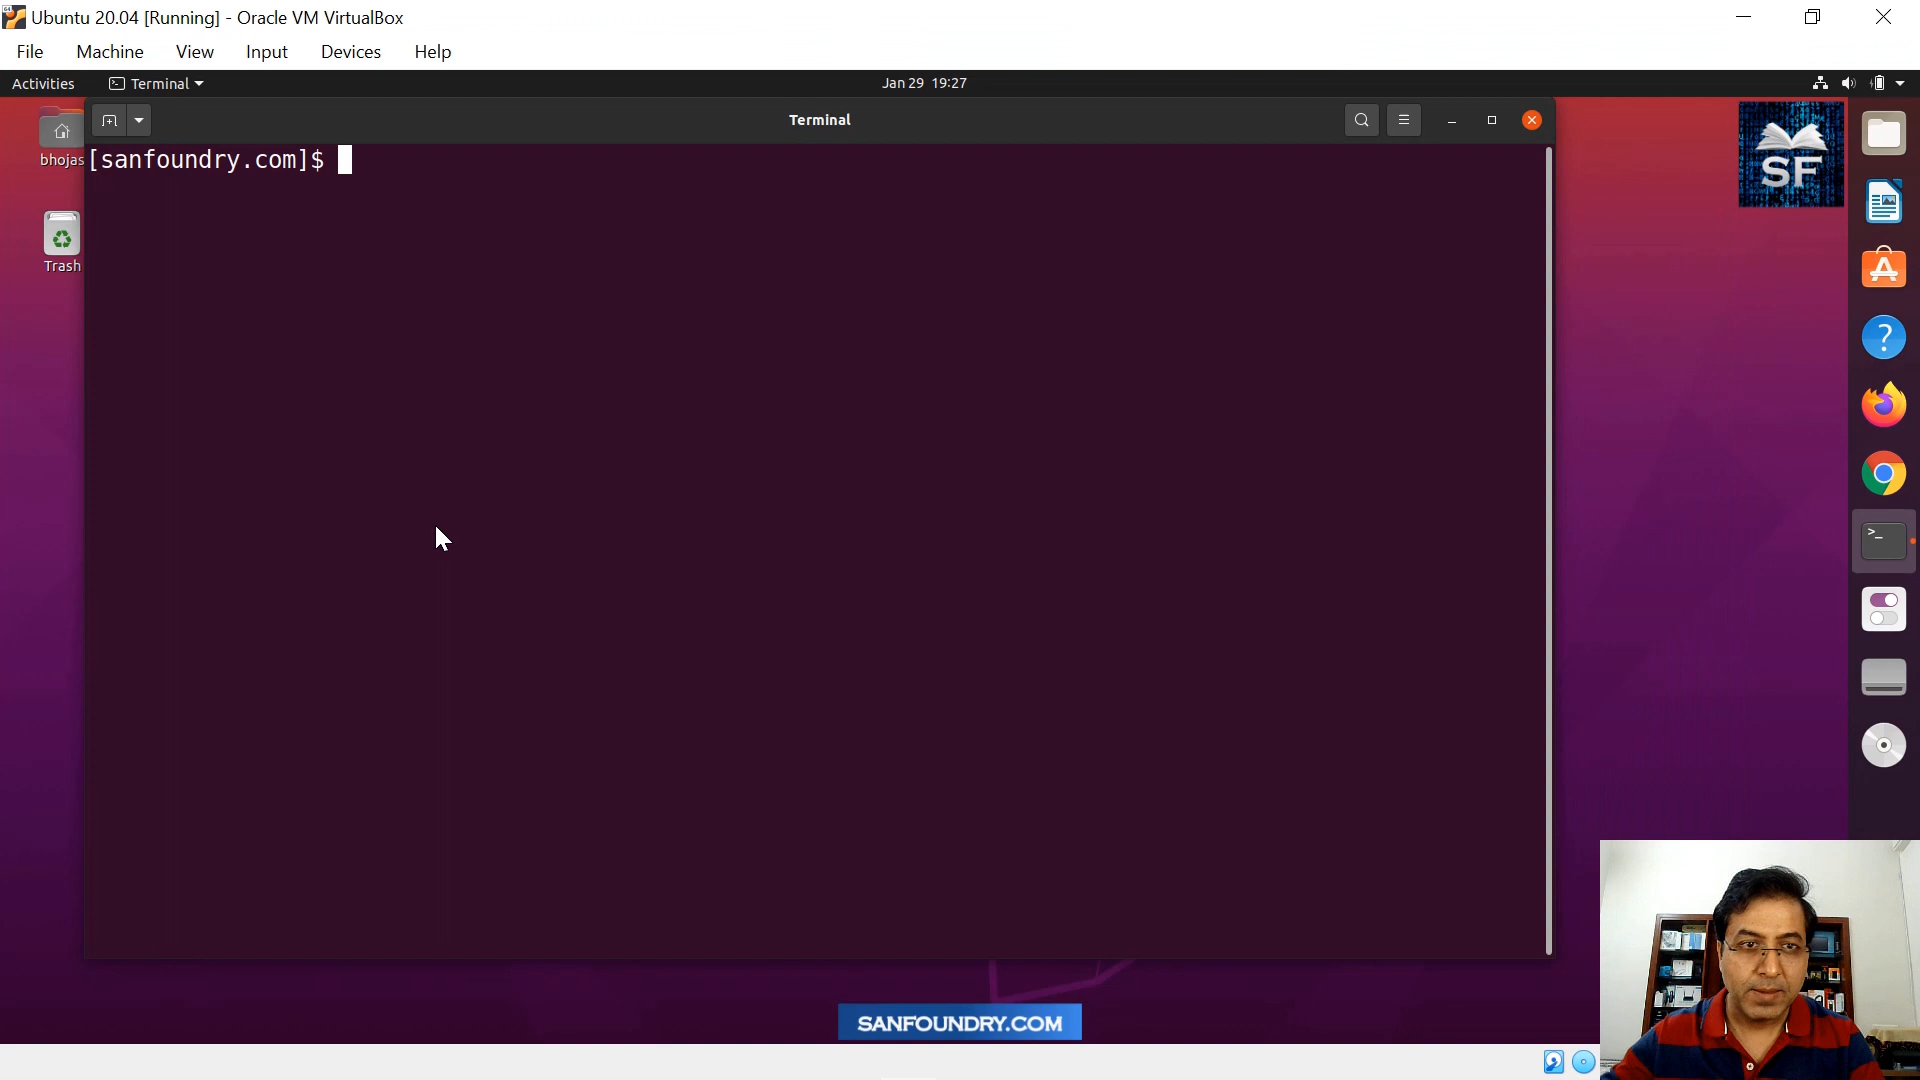 Ubuntu 20.04 [Running] - Oracle VM VirtualBox
File Machine View Input Devices Help
Activities Terminal Jan 29 19:27
Terminal
bhojas
[sanfoundry.com]$
SF
Trash
SANFOUNDRY.COM